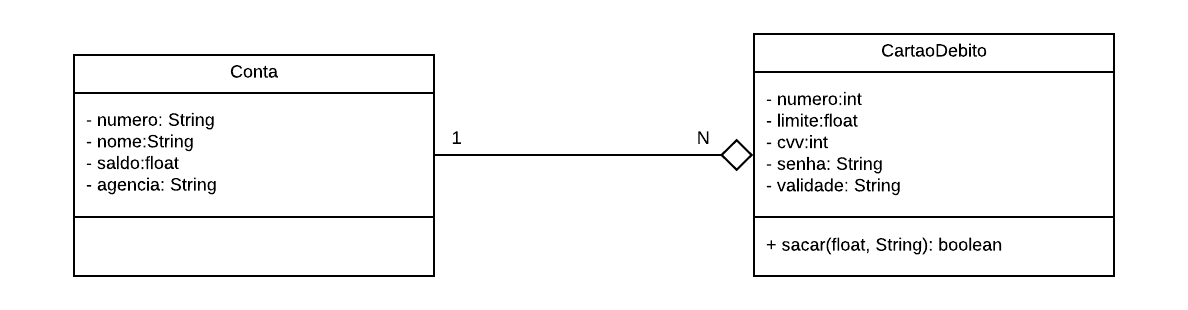 Conta
- numero: String
- nome:String
- saldo:float
- agencia: String
1
N
CartaoDebito
- numero:int
- limite:float
- cvv:int
- senha: String
- validade: String
+ sacar(float, String): boolean